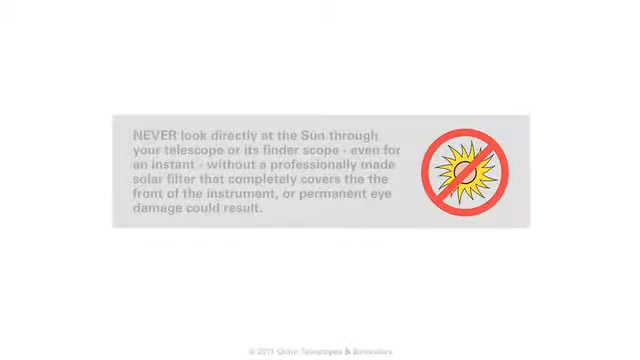 NEVER look directly at the Sun through
your telescope or its finder scope - even for
an instant - without a professionally made
solar filter that completely covers the the
front of the instrument, or permanent eye
damage could result.
© 2011 Orion Telescopes & Binoculars